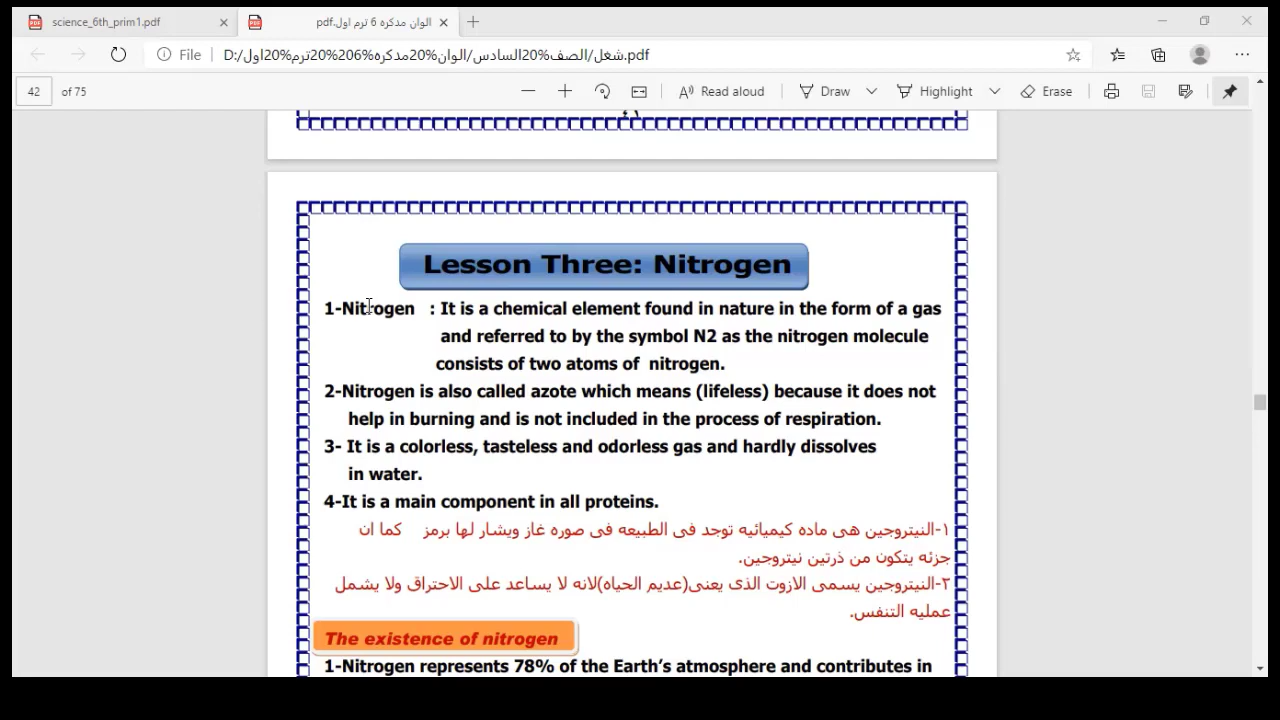 science_6th_prim1.pdf
الوان مدكره 6 ترم اول.pdf
File
D:/شغل/الصف%20السادس/الوان%20مدكره%206%20ترم%20اول.pdf
42 of 75
Read aloud
Draw
Highlight
Erase
Lesson Three: Nitrogen
1-Nitrogen : It is a chemical element found in nature in the form of a gas
and referred to by the symbol N2 as the nitrogen molecule
consists of two atoms of nitrogen.
2-Nitrogen is also called azote which means (lifeless) because it does not
help in burning and is not included in the process of respiration.
3- It is a colorless, tasteless and odorless gas and hardly dissolves
in water.
4-It is a main component in all proteins.
١-النيتروجين هى ماده كيميائيه توجد فى الطبيعه فى صوره غاز ويشار لها برمز كما ان
جزئه يتكون من ذرتين نيتروجين.
٢-النيتروجين يسمى الازوت الذى يعنى(عديم الحياه)لانه لا يساعد على الاحتراق ولا يشمل
عمليه التنفس.
The existence of nitrogen
1-Nitrogen represents 78% of the Earth’s atmosphere and contributes in